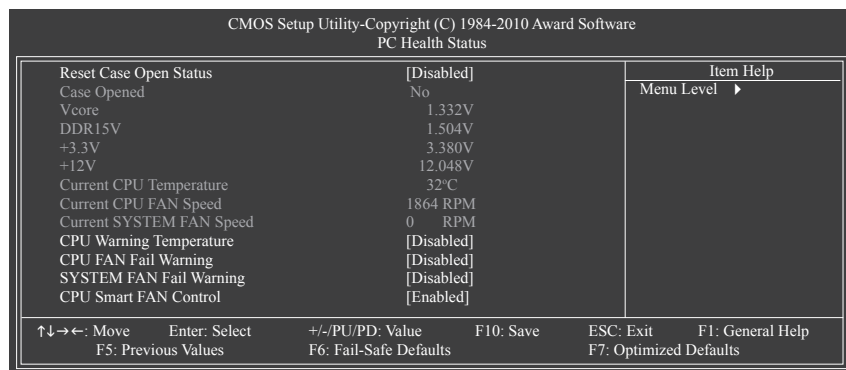 CMOS Setup Utility-Copyright (C) 1984-2010 Award Software
PC Health Status
Reset Case Open Status [Disabled]
Case Opened No
Vcore 1.332V
DDR15V 1.504V
+3.3V 3.380V
+12V 12.048V
Current CPU Temperature 32°C
Current CPU FAN Speed 1864 RPM
Current SYSTEM FAN Speed 0 RPM
CPU Warning Temperature [Disabled]
CPU FAN Fail Warning [Disabled]
SYSTEM FAN Fail Warning [Disabled]
CPU Smart FAN Control [Enabled]
Item Help
Menu Level ▶
↑↓→←: Move Enter: Select +/-/PU/PD: Value F10: Save ESC: Exit F1: General Help
F5: Previous Values F6: Fail-Safe Defaults F7: Optimized Defaults